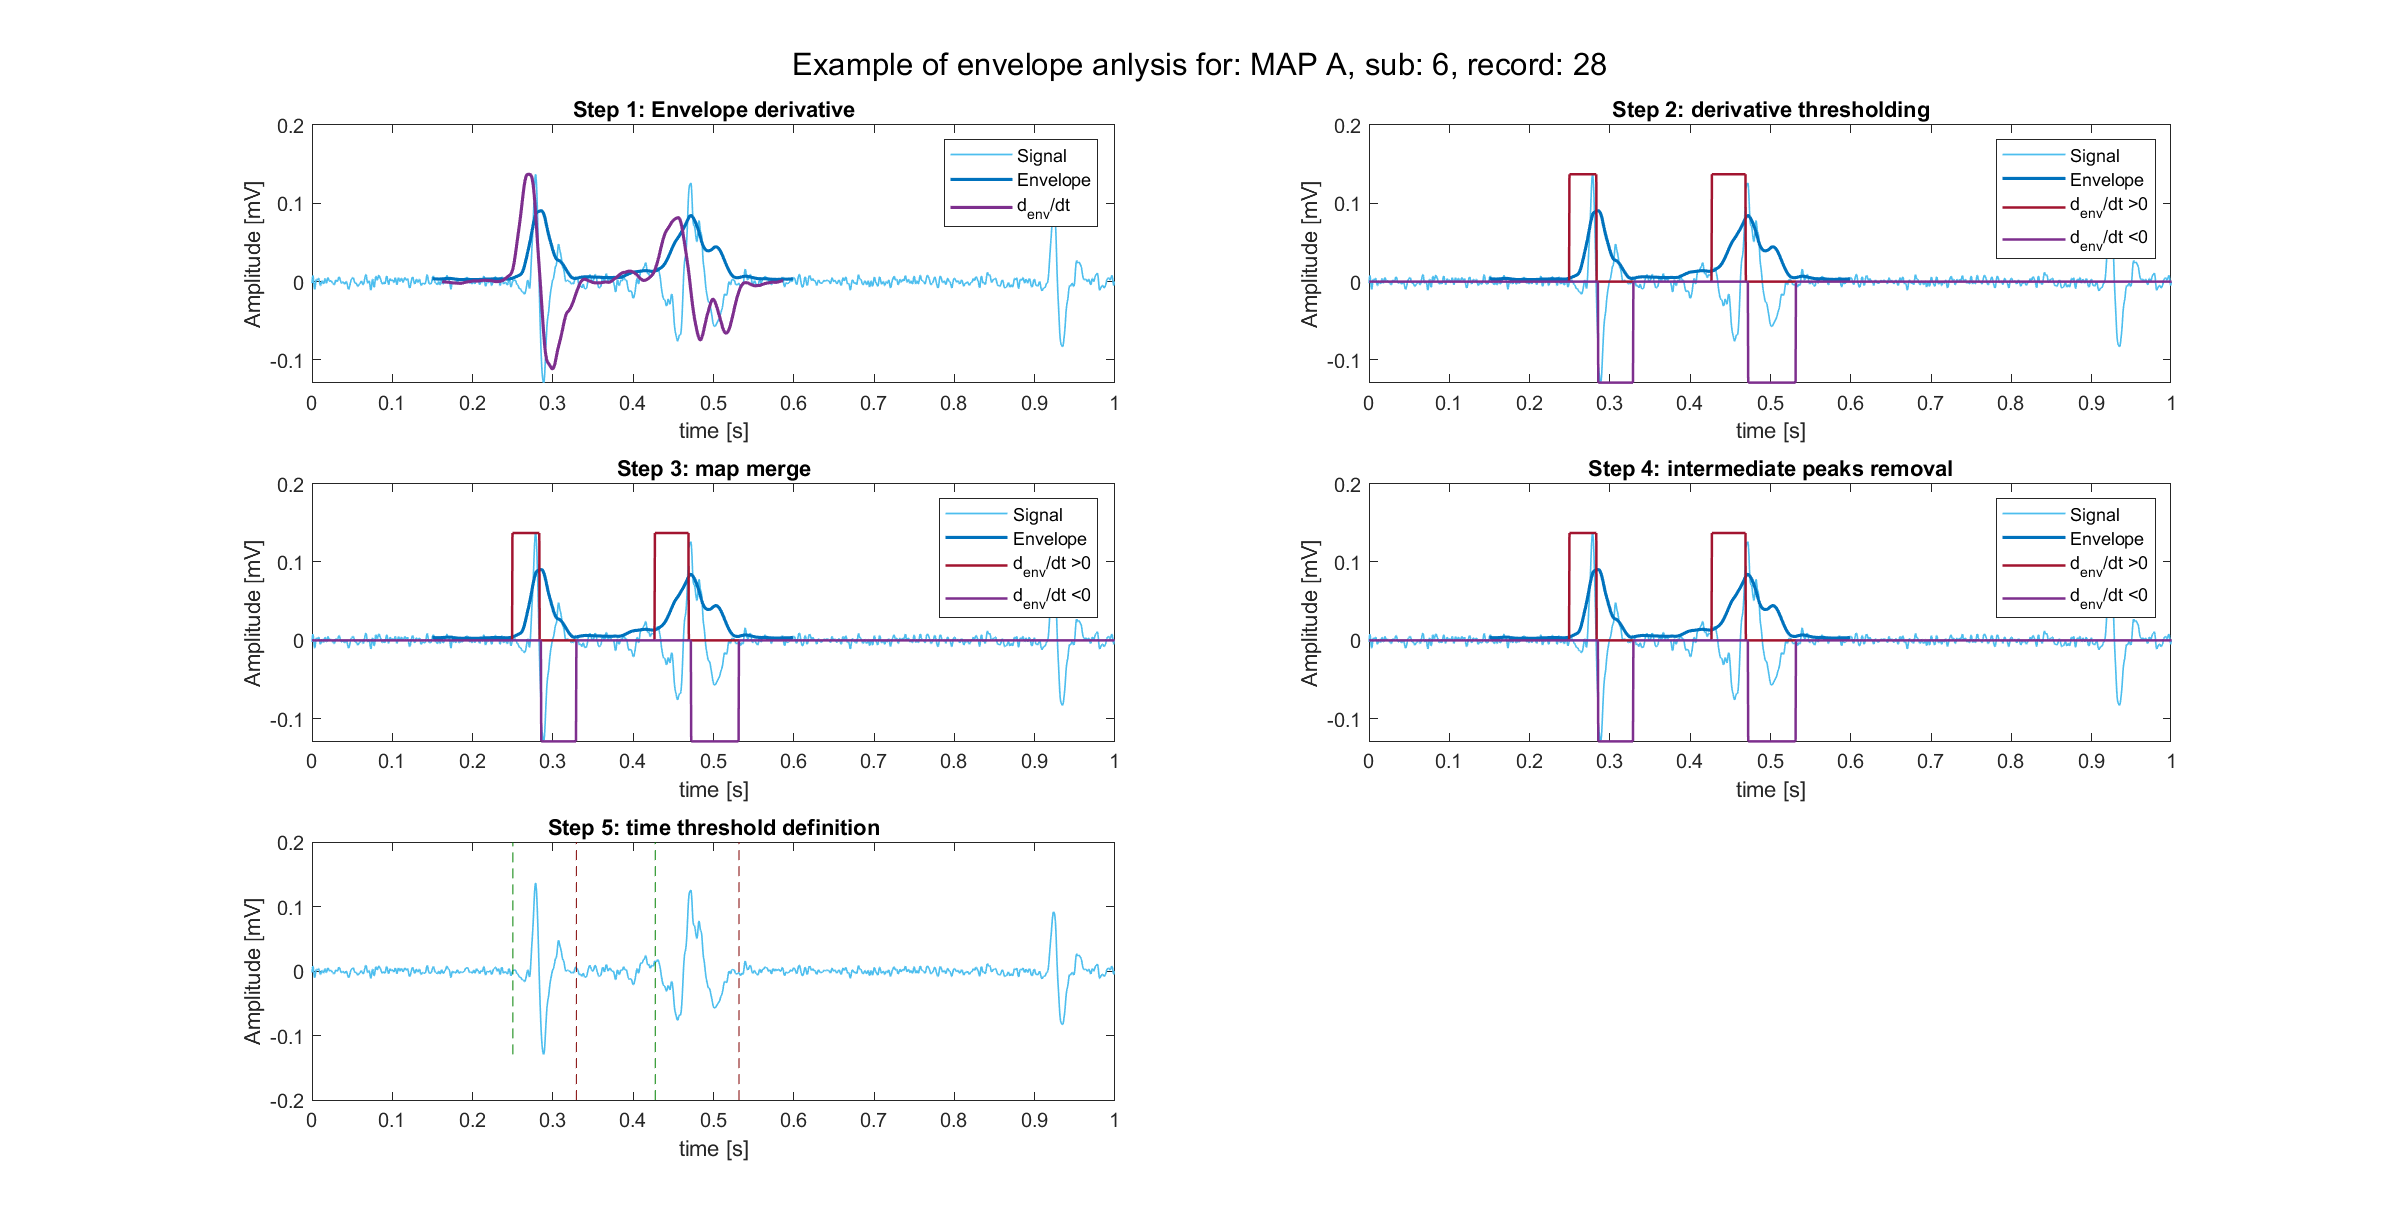 Example of envelope anlysis for: MAP A, sub: 6, record: 28
Step 1: Envelope derivative
0.2
0.1
0
-0.1
Amplitude [mV]
Signal
Envelope
d_env/dt
0 0.1 0.2 0.3 0.4 0.5 0.6 0.7 0.8 0.9 1
time [s]
Step 2: derivative thresholding
0.2
0.1
0
-0.1
Amplitude [mV]
Signal
Envelope
d_env/dt >0
d_env/dt <0
0 0.1 0.2 0.3 0.4 0.5 0.6 0.7 0.8 0.9 1
time [s]
Step 3: map merge
0.2
0.1
0
-0.1
Amplitude [mV]
Signal
Envelope
d_env/dt >0
d_env/dt <0
0 0.1 0.2 0.3 0.4 0.5 0.6 0.7 0.8 0.9 1
time [s]
Step 4: intermediate peaks removal
0.2
0.1
0
-0.1
Amplitude [mV]
Signal
Envelope
d_env/dt >0
d_env/dt <0
0 0.1 0.2 0.3 0.4 0.5 0.6 0.7 0.8 0.9 1
time [s]
Step 5: time threshold definition
0.2
0.1
0
-0.1
-0.2
Amplitude [mV]
0 0.1 0.2 0.3 0.4 0.5 0.6 0.7 0.8 0.9 1
time [s]